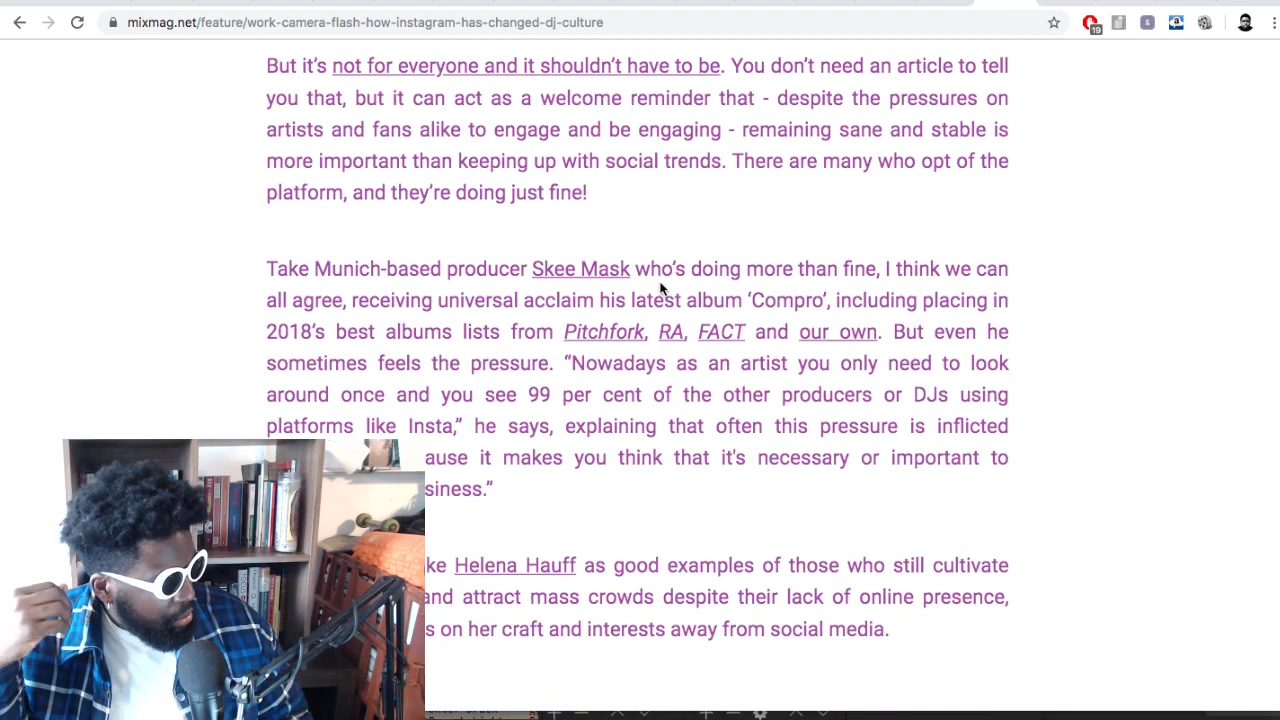 mixmag.net/feature/work-camera-flash-how-instagram-has-changed-dj-culture
19
But it's not for everyone and it shouldn't have to be. You don't need an article to tell
you that, but it can act as a welcome reminder that - despite the pressures on
artists and fans alike to engage and be engaging - remaining sane and stable is
more important than keeping up with social trends. There are many who opt of the
platform, and they're doing just fine!
Take Munich-based producer Skee Mask who's doing more than fine, I think we can
all agree, receiving universal acclaim his latest album 'Compro', including placing in
2018's best albums lists from Pitchfork, RA, FACT and our own. But even he
sometimes feels the pressure. “Nowadays as an artist you only need to look
around once and you see 99 per cent of the other producers or DJs using
platforms like Insta,” he says, explaining that often this pressure is inflicted
ause it makes you think that it's necessary or important to
siness.”
ke Helena Hauff as good examples of those who still cultivate
and attract mass crowds despite their lack of online presence,
s on her craft and interests away from social media.